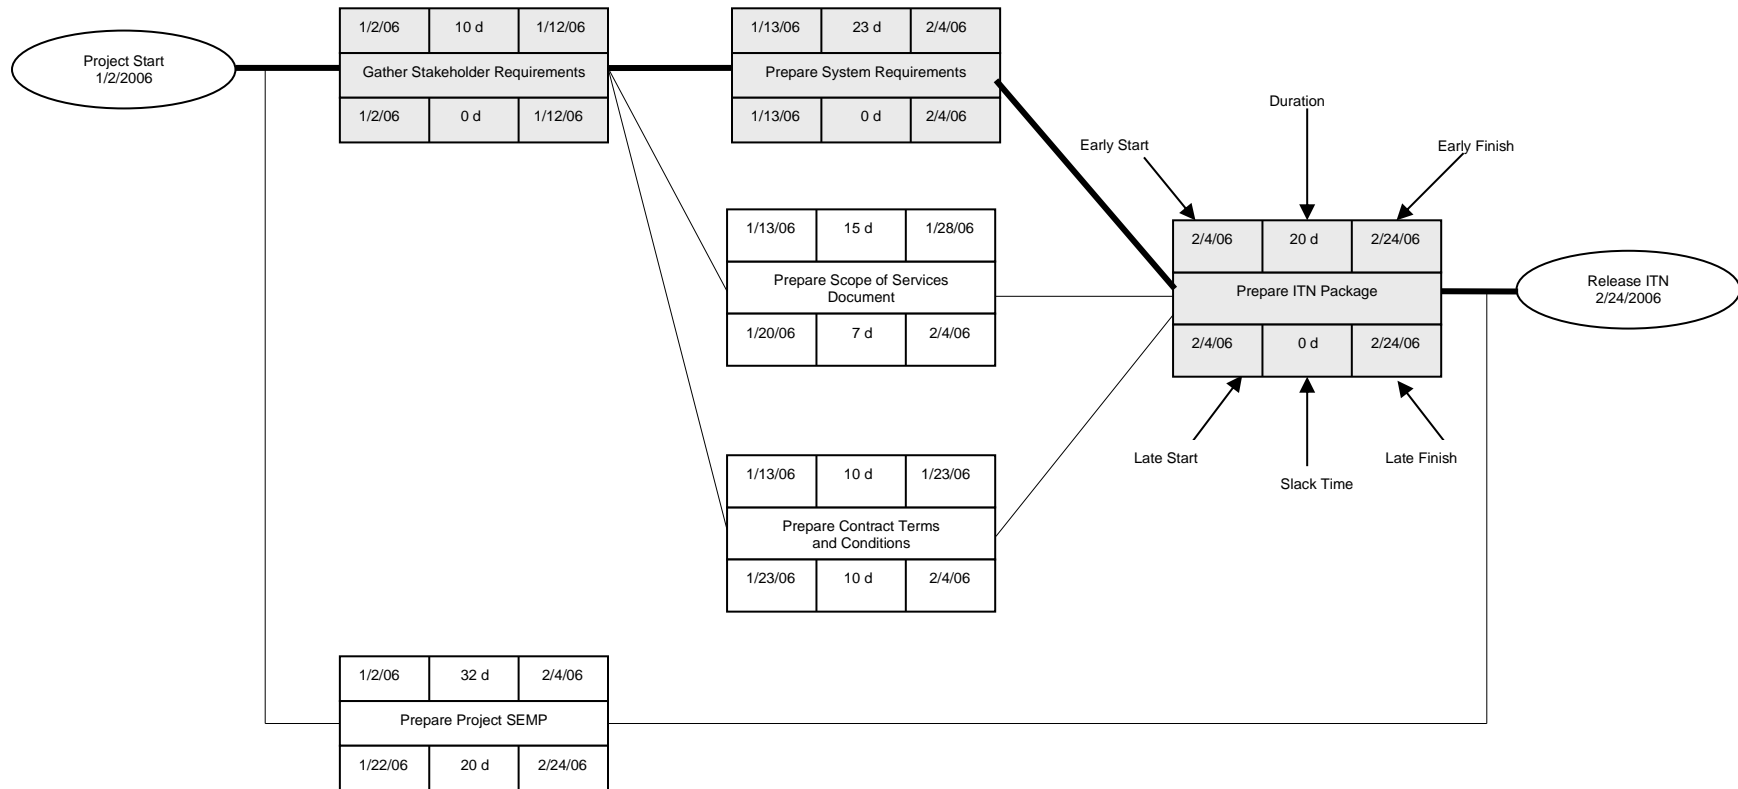 Project Start
1/2/2006
1/2/06 10 d 1/12/06
Gather Stakeholder Requirements
1/2/06 0 d 1/12/06
1/13/06 23 d 2/4/06
Prepare System Requirements
1/13/06 0 d 2/4/06
Duration
Early Start
Early Finish
1/13/06 15 d 1/28/06
Prepare Scope of Services
Document
1/20/06 7 d 2/4/06
2/4/06 20 d 2/24/06
Prepare ITN Package
2/4/06 0 d 2/24/06
Release ITN
2/24/2006
Late Start
Slack Time
Late Finish
1/13/06 10 d 1/23/06
Prepare Contract Terms
and Conditions
1/23/06 10 d 2/4/06
1/2/06 32 d 2/4/06
Prepare Project SEMP
1/22/06 20 d 2/24/06